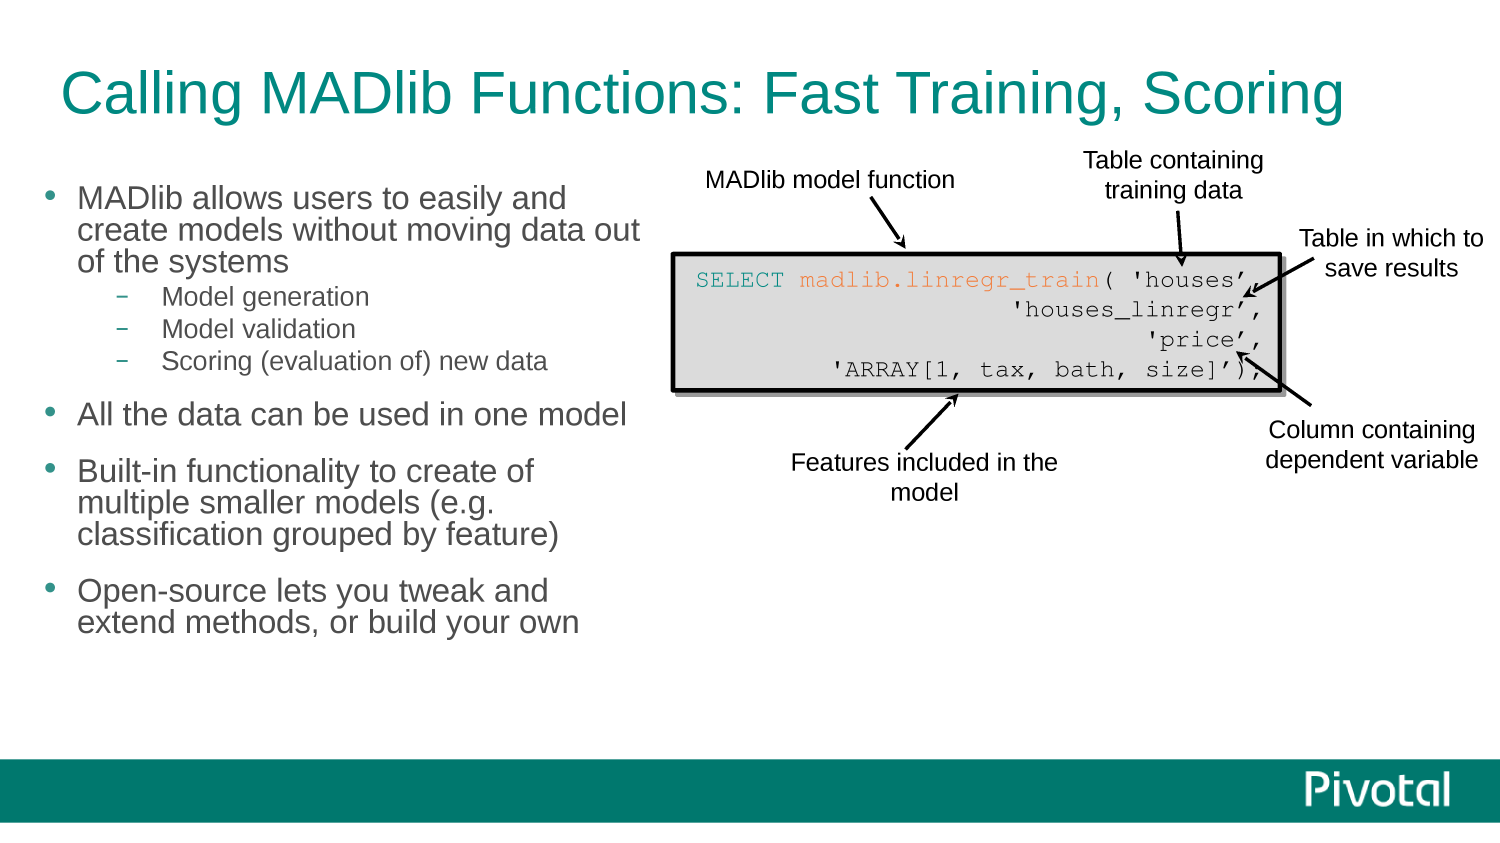 Calling MADlib Functions: Fast Training, Scoring
• MADlib allows users to easily and
create models without moving data out
of the systems
– Model generation
– Model validation
– Scoring (evaluation of) new data
• All the data can be used in one model
• Built-in functionality to create of
multiple smaller models (e.g.
classification grouped by feature)
• Open-source lets you tweak and
extend methods, or build your own
MADlib model function
Table containing
training data
Table in which to
save results
SELECT madlib.linregr_train( 'houses’,
'houses_linregr’,
'price’,
'ARRAY[1, tax, bath, size]’);
Features included in the
model
Column containing
dependent variable
Pivotal